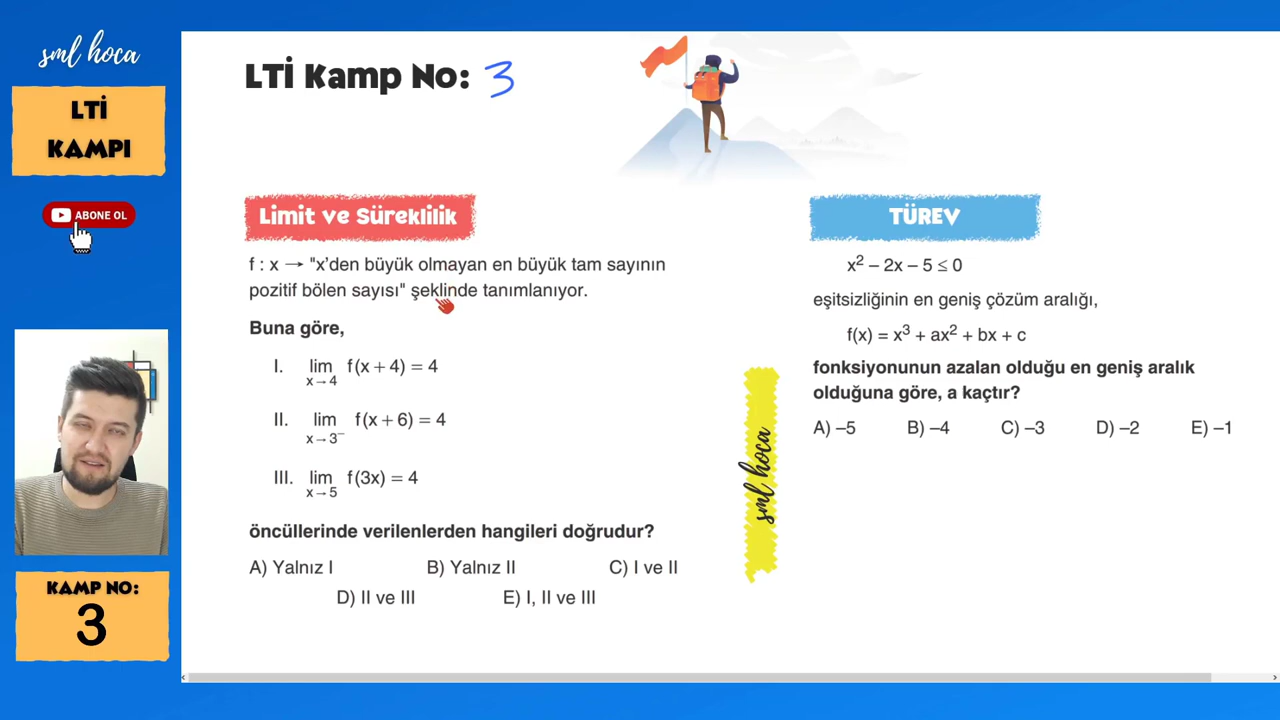 sml hoca
LTİ
KAMPI
ABONE OL
KAMP NO:
3
LTİ Kamp No: 3
Limit ve Süreklilik
f : x → "x'den büyük olmayan en büyük tam sayının
pozitif bölen sayısı" şeklinde tanımlanıyor.
Buna göre,
I. lim f(x + 4) = 4
x→4
II. lim f(x + 6) = 4
x→3⁻
III. lim f(3x) = 4
x→5
öncüllerinde verilenlerden hangileri doğrudur?
A) Yalnız I B) Yalnız II C) I ve II
D) II ve III E) I, II ve III
sml hoca
TÜREV
x² – 2x – 5 ≤ 0
eşitsizliğinin en geniş çözüm aralığı,
f(x) = x³ + ax² + bx + c
fonksiyonunun azalan olduğu en geniş aralık
olduğuna göre, a kaçtır?
A) –5 B) –4 C) –3 D) –2 E) –1